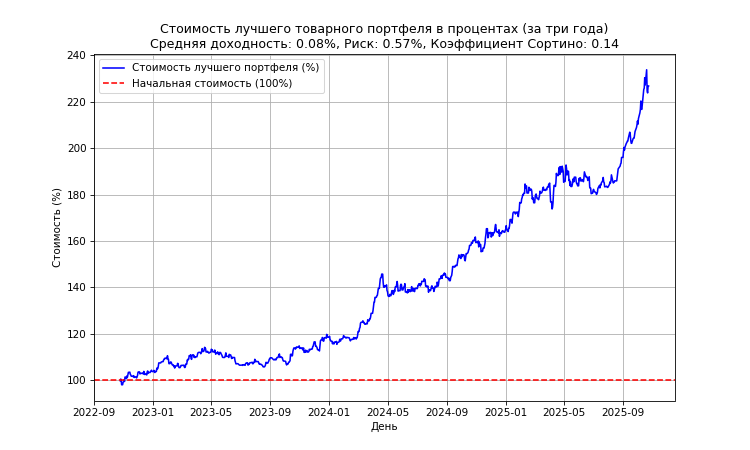 Стоимость лучшего товарного портфеля в процентах (за три года)
Средняя доходность: 0.08%, Риск: 0.57%, Коэффициент Сортино: 0.14
240
220
200
180
160
140
120
100
Стоимость (%)
Стоимость лучшего портфеля (%)
Начальная стоимость (100%)
2022-09 2023-01 2023-05 2023-09 2024-01 2024-05 2024-09 2025-01 2025-05 2025-09
День